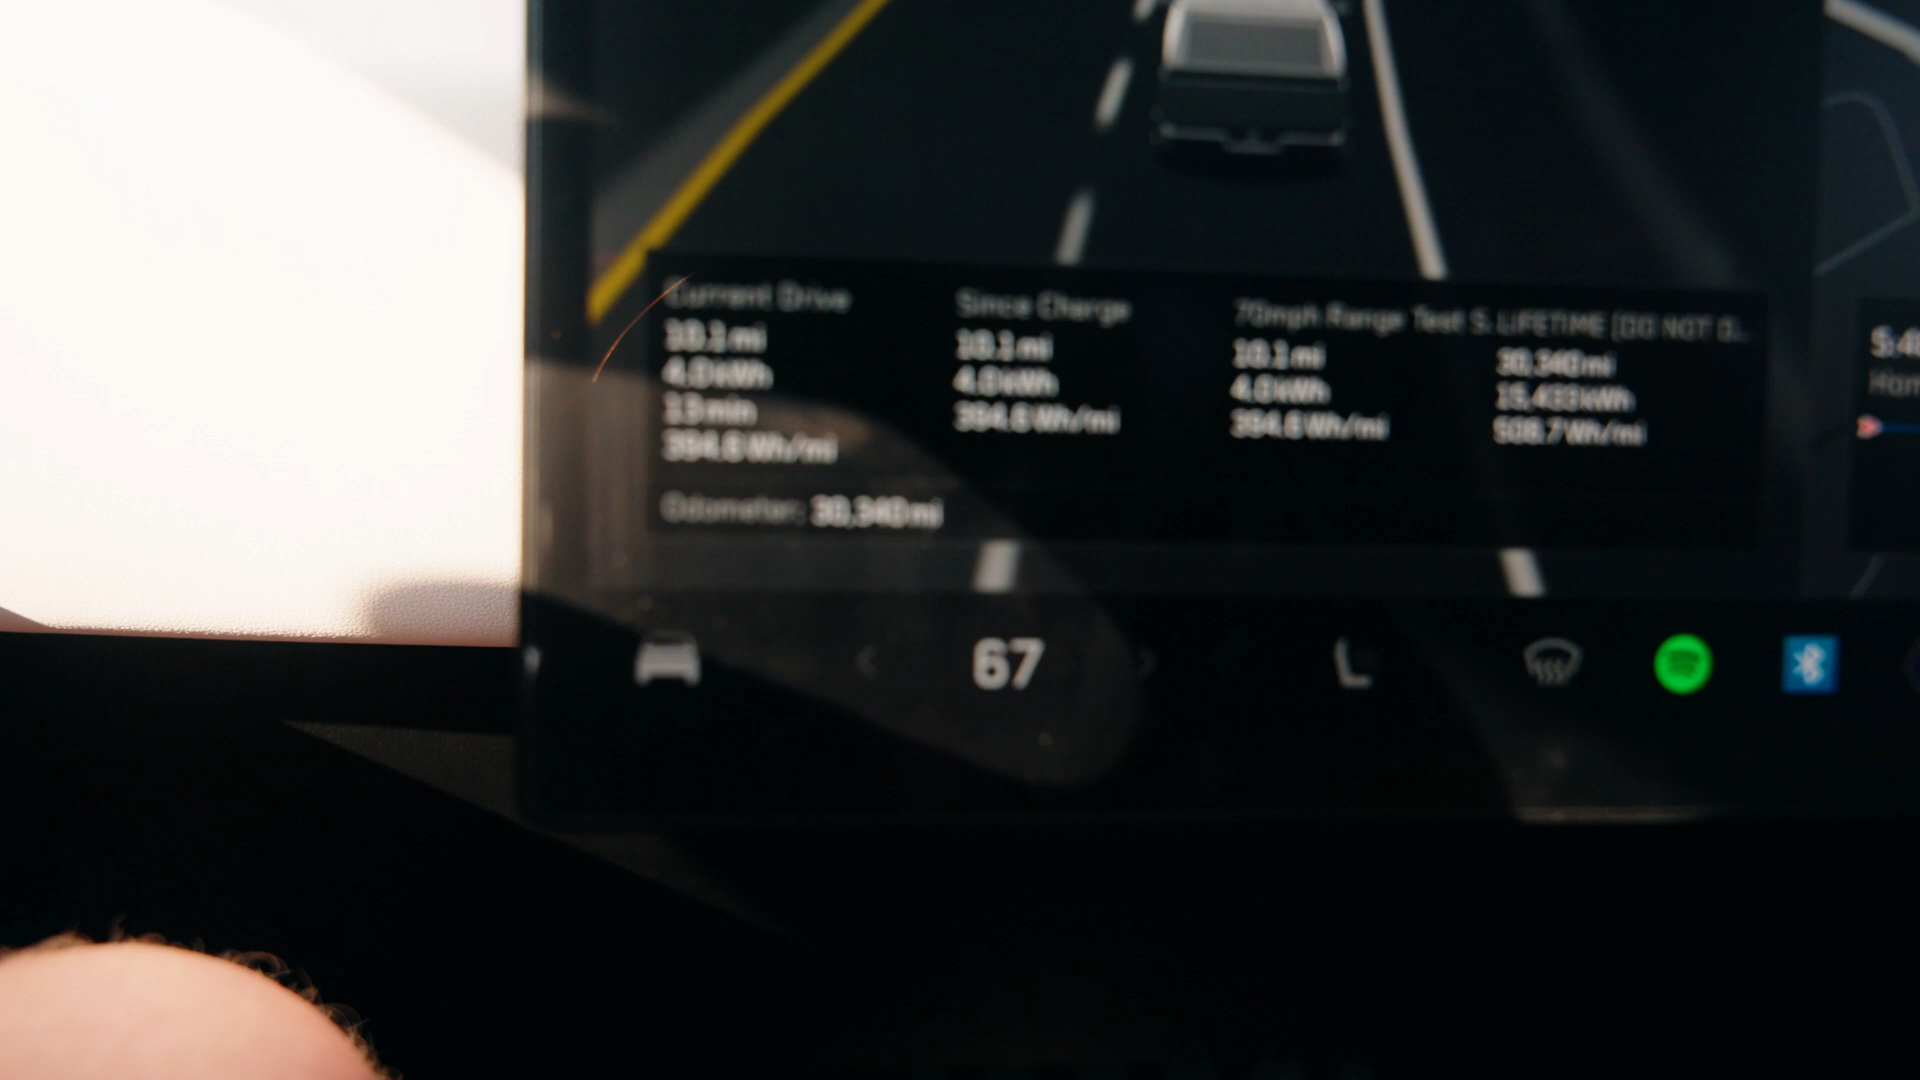 Current Drive
10.1 mi
4.0 kWh
13 min
394.6 Wh/mi
Since Charge
10.1 mi
4.0 kWh
394.6 Wh/mi
70mph Range Test S.
10.1 mi
4.0 kWh
394.6 Wh/mi
LIFETIME [DO NOT D...
30,340 mi
15,433 kWh
508.7 Wh/mi
Odometer: 30,340 mi
67